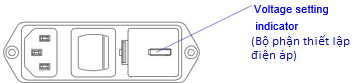 Voltage setting
indicator
(Bộ phận thiết lập
điện áp)